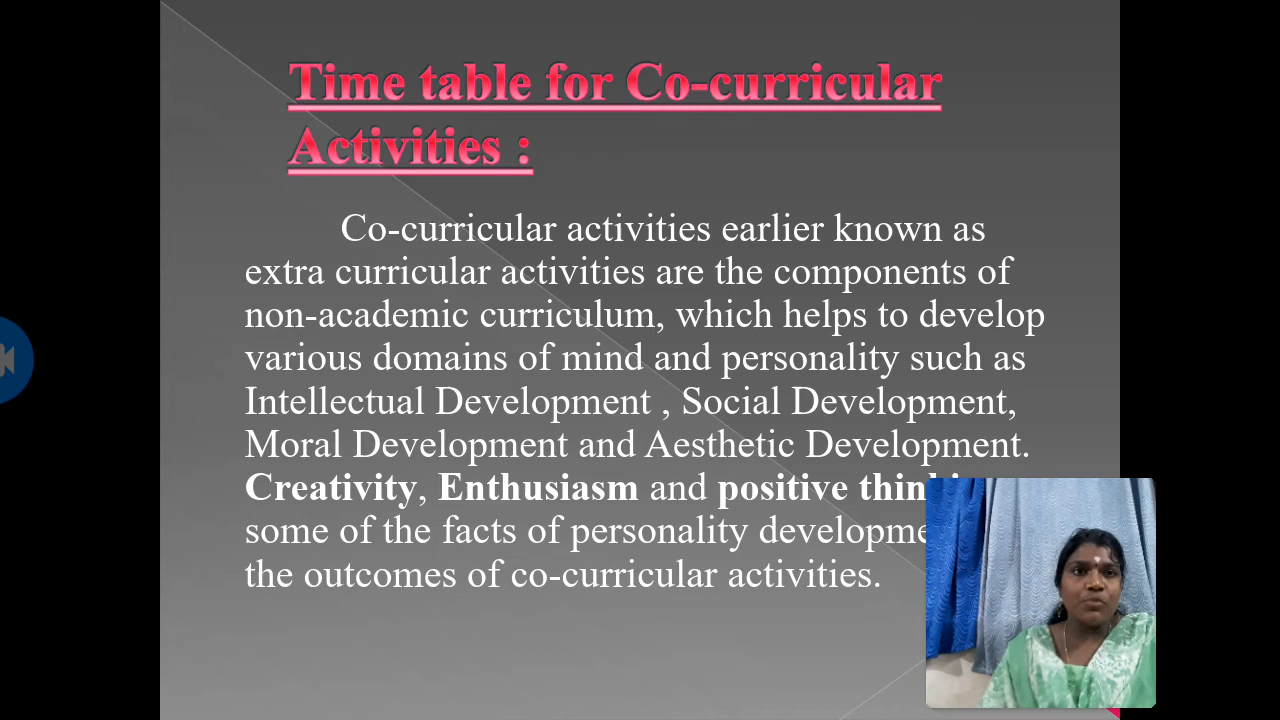 Time table for Co-curricular
Activities :
Co-curricular activities earlier known as
extra curricular activities are the components of
non-academic curriculum, which helps to develop
various domains of mind and personality such as
Intellectual Development , Social Development,
Moral Development and Aesthetic Development.
Creativity, Enthusiasm and positive
some of the facts of personality
the outcomes of co-curricular activities.